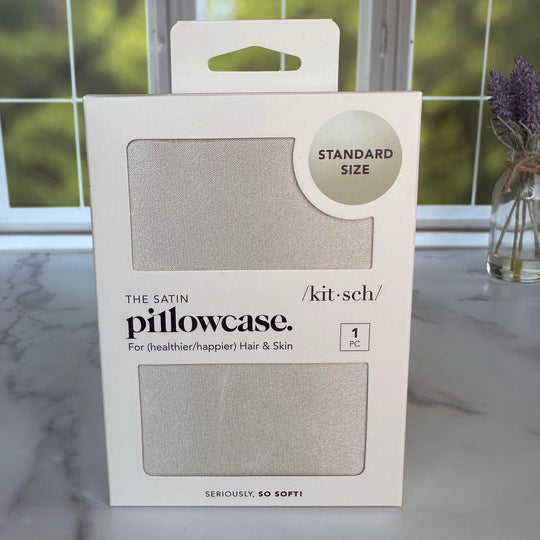 STANDARD
SIZE
THE SATIN
/kit·sch/
pillowcase.
For (healthier/happier) Hair & Skin
1
PC
SERIOUSLY, SO SOFT!